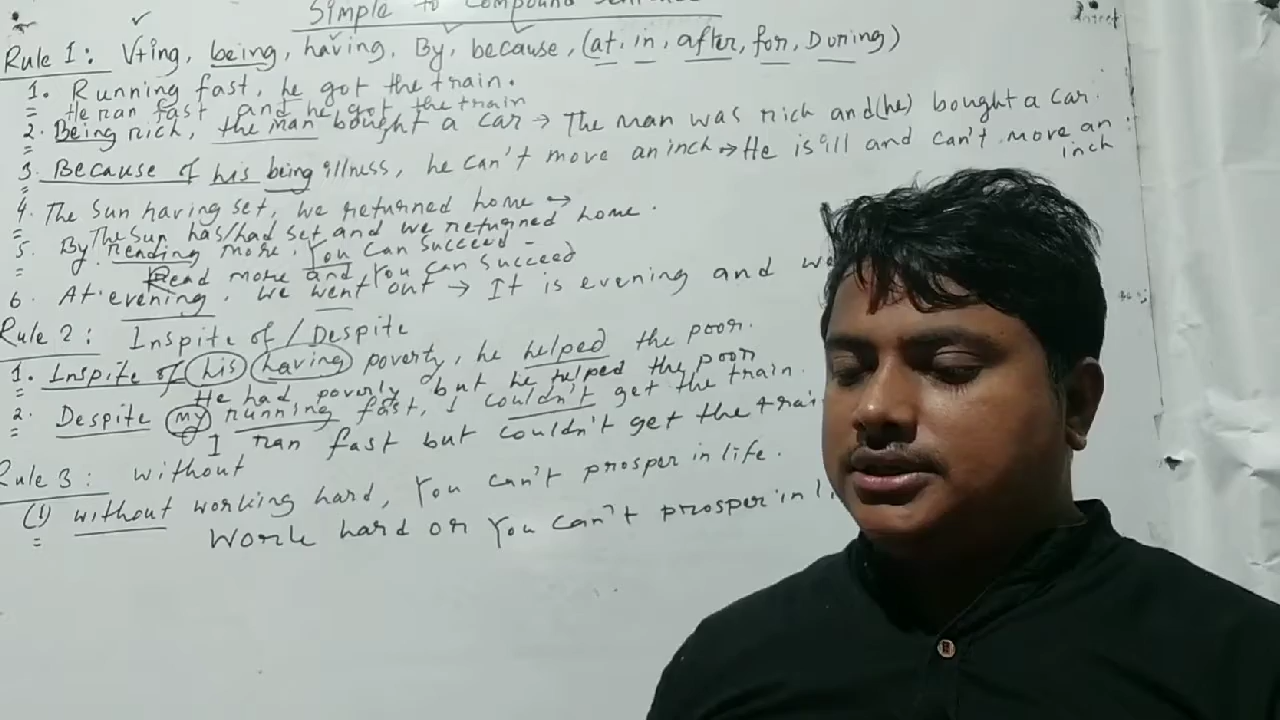 Simple to Compound Sentence
Rule 1: V+ing, being, having, By, because, (at, in, after, for, During)
1. Running fast, he got the train.
He ran fast and he got the train
2. Being rich, the man bought a car → The man was rich and (he) bought a car.
3. Because of his being illness, he can't move an inch → He is ill and can't move an inch
4. The Sun having set, we returned home →
The Sun has/had set and we returned home.
5. By reading more, You Can Succeed -
Read more and you can succeed
6. At evening, we went out → It is evening and we
Rule 2: Inspite of / Despite
1. Inspite of his having poverty, he helped the poor.
He had poverty but he helped the poor
2. Despite my running fast, I couldn't get the train.
I ran fast but couldn't get the
Rule 3: without
(1) without working hard, You can't prosper in life.
Work hard or You can't prosper in